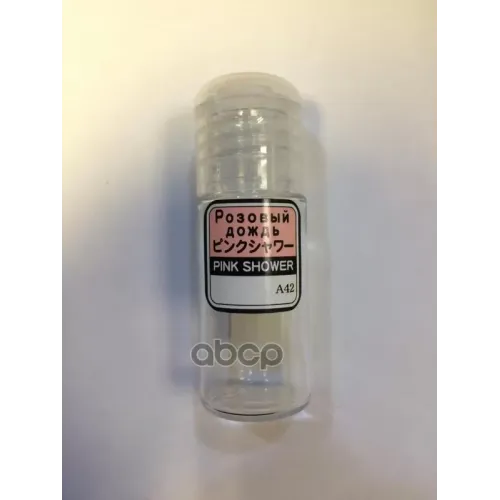 Розовый
дождь
ピンクシャワー
PINK SHOWER
A42
abcp